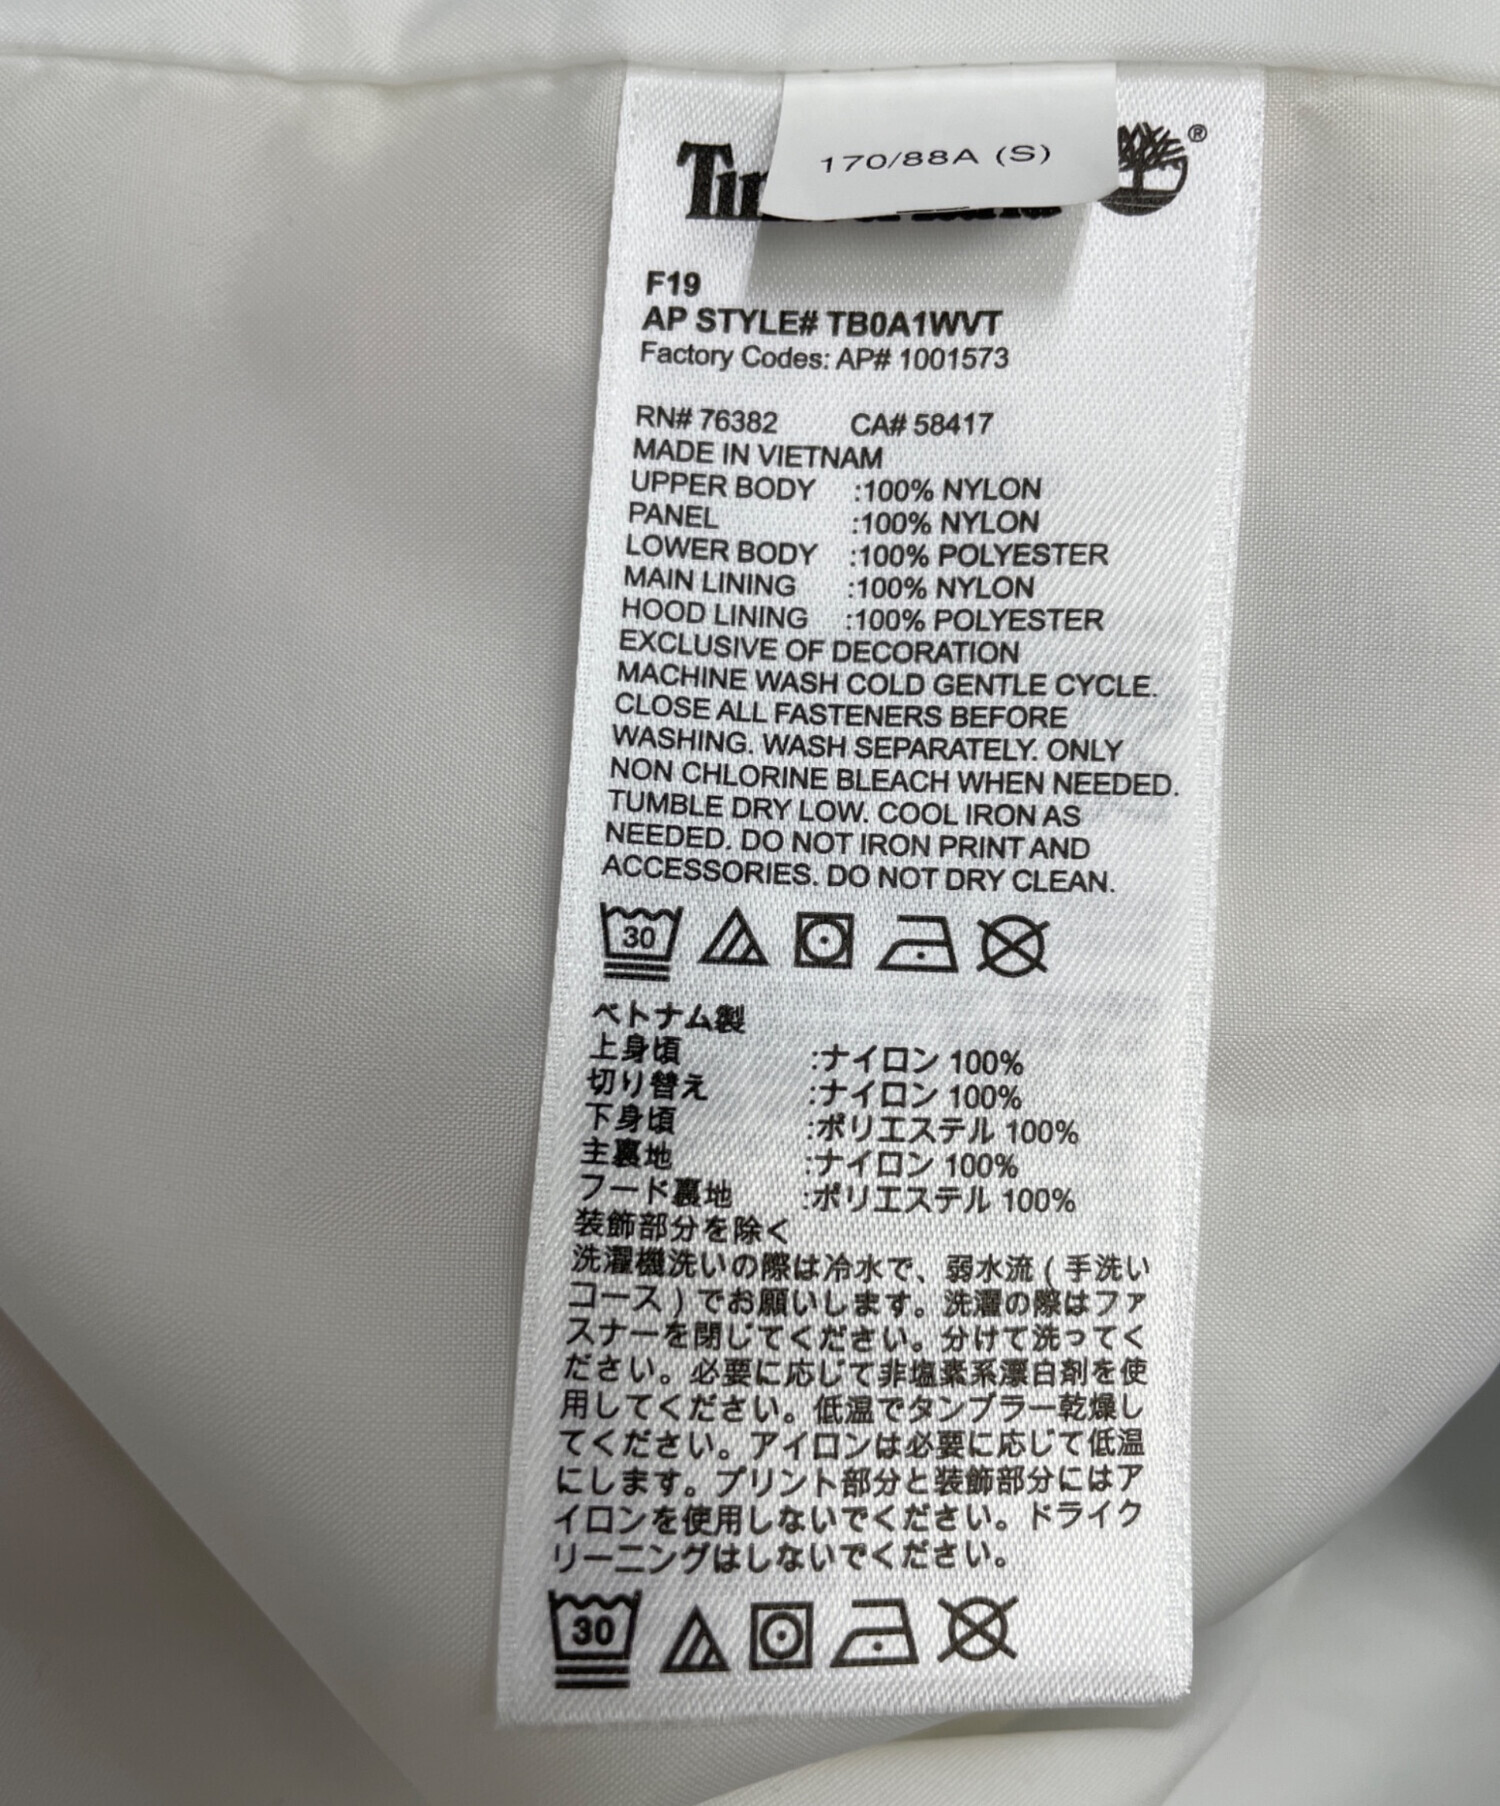 170/88A (S)
®
F19
AP STYLE# TB0A1WVT
Factory Codes: AP# 1001573
RN# 76382 CA# 58417
MADE IN VIETNAM
UPPER BODY :100% NYLON
PANEL :100% NYLON
LOWER BODY :100% POLYESTER
MAIN LINING :100% NYLON
HOOD LINING :100% POLYESTER
EXCLUSIVE OF DECORATION
MACHINE WASH COLD GENTLE CYCLE.
CLOSE ALL FASTENERS BEFORE
WASHING. WASH SEPARATELY. ONLY
NON CHLORINE BLEACH WHEN NEEDED.
TUMBLE DRY LOW. COOL IRON AS
NEEDED. DO NOT IRON PRINT AND
ACCESSORIES. DO NOT DRY CLEAN.
30
ベトナム製
上身頃 :ナイロン 100%
切り替え :ナイロン 100%
下身頃 :ポリエステル 100%
主裏地 :ナイロン 100%
フード裏地 :ポリエステル 100%
装飾部分を除く
洗濯機洗いの際は冷水で、弱水流 ( 手洗い
コース ) でお願いします。洗濯の際はファ
スナーを閉じてください。分けて洗ってく
ださい。必要に応じて非塩素系漂白剤を使
用してください。低温でタンブラー乾燥し
てください。アイロンは必要に応じて低温
にします。プリント部分と装飾部分にはア
イロンを使用しないでください。ドライク
リーニングはしないでください。
30